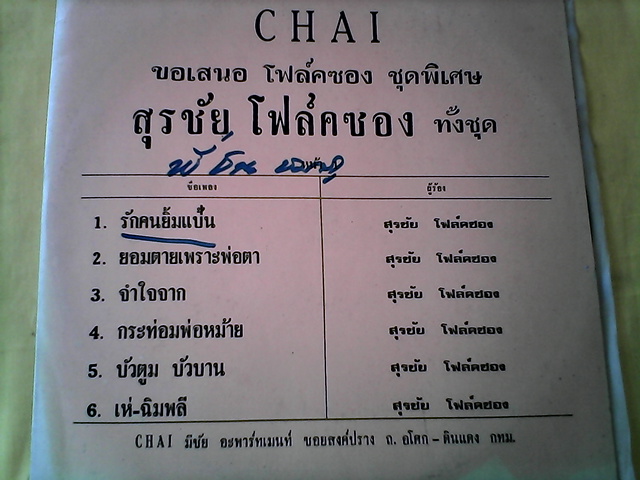 CHAI
ขอเสนอ โฟล์คซอง ชุดพิเศษ
สุรชัย โฟล์คซอง ทั้งชุด
ชื่อเพลง ผู้ร้อง
1. รักคนยิ้มแป้น สุรชัย โฟล์คซอง
2. ยอมตายเพราะพ่อตา สุรชัย โฟล์คซอง
3. จำใจจาก สุรชัย โฟล์คซอง
4. กระท่อมพ่อหม้าย สุรชัย โฟล์คซอง
5. บัวตูม บัวบาน สุรชัย โฟล์คซอง
6. เห่-ฉิมพลี สุรชัย โฟล์คซอง
CHAI มีชัย อะพาร์ทเมนท์ ซอยสงค์ปราง ถ. อโศก - ดินแดง กทม.